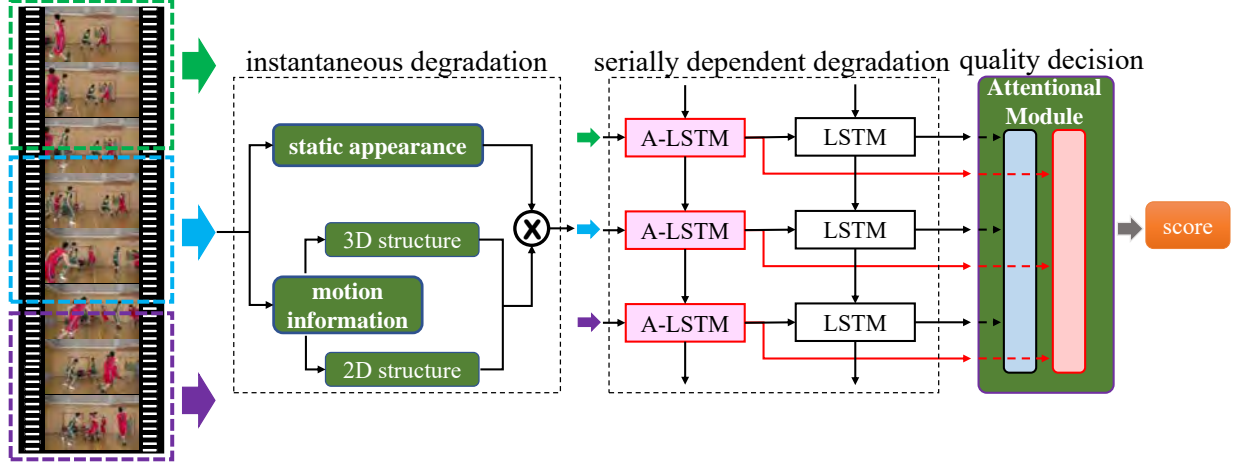 instantaneous degradation
serially dependent degradation
quality decision
static appearance
3D structure
motion
information
2D structure
A-LSTM
LSTM
A-LSTM
LSTM
A-LSTM
LSTM
Attentional
Module
score